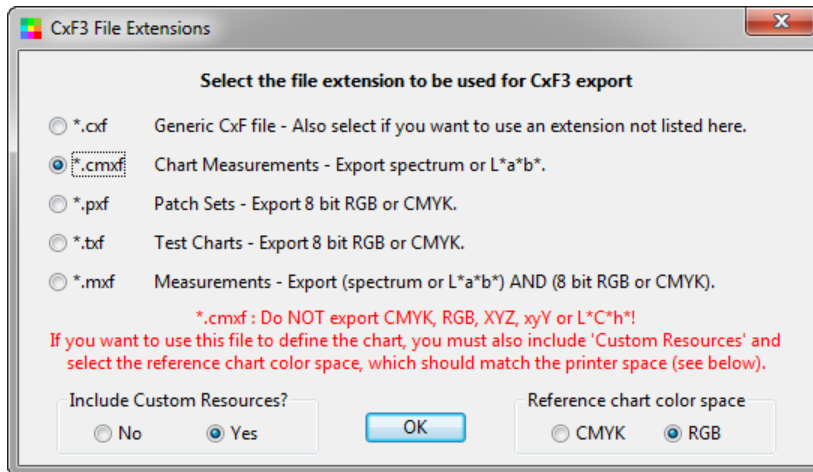 CxF3 File Extensions
Select the file extension to be used for CxF3 export
*.cxf Generic CxF file - Also select if you want to use an extension not listed here.
*.cmxf Chart Measurements - Export spectrum or L*a*b*.
*.pxf Patch Sets - Export 8 bit RGB or CMYK.
*.txf Test Charts - Export 8 bit RGB or CMYK.
*.mxf Measurements - Export (spectrum or L*a*b*) AND (8 bit RGB or CMYK).
*.cmxf : Do NOT export CMYK, RGB, XYZ, xyY or L*C*h*!
If you want to use this file to define the chart, you must also include 'Custom Resources' and
select the reference chart color space, which should match the printer space (see below).
Include Custom Resources?
No Yes
OK
Reference chart color space
CMYK RGB